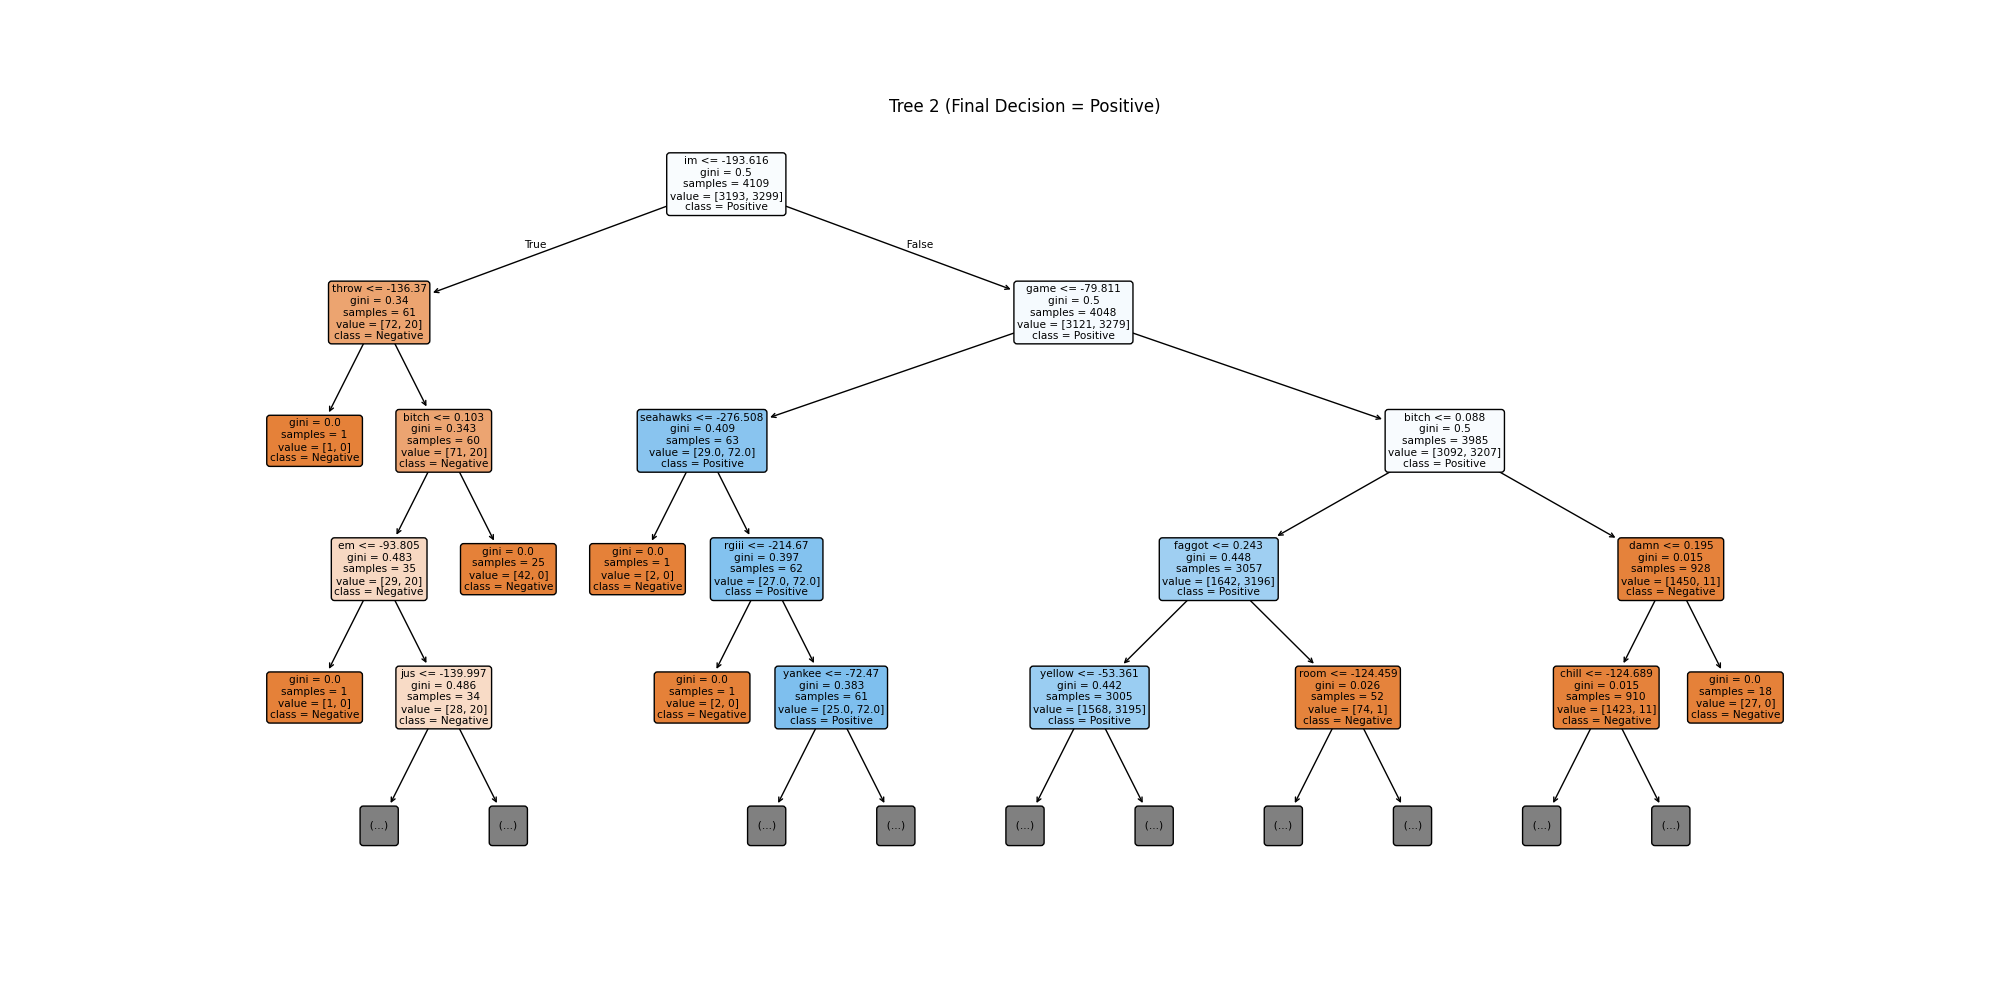 Tree 2 (Final Decision = Positive)
im <= -193.616
gini = 0.5
samples = 4109
value = [3193, 3299]
class = Positive
True
False
throw <= -136.37
gini = 0.34
samples = 61
value = [72, 20]
class = Negative
game <= -79.811
gini = 0.5
samples = 4048
value = [3121, 3279]
class = Positive
gini = 0.0
samples = 1
value = [1, 0]
class = Negative
bitch <= 0.103
gini = 0.343
samples = 60
value = [71, 20]
class = Negative
seahawks <= -276.508
gini = 0.409
samples = 63
value = [29.0, 72.0]
class = Positive
bitch <= 0.088
gini = 0.5
samples = 3985
value = [3092, 3207]
class = Positive
em <= -93.805
gini = 0.483
samples = 35
value = [29, 20]
class = Negative
gini = 0.0
samples = 25
value = [42, 0]
class = Negative
gini = 0.0
samples = 1
value = [2, 0]
class = Negative
rgiii <= -214.67
gini = 0.397
samples = 62
value = [27.0, 72.0]
class = Positive
faggot <= 0.243
gini = 0.448
samples = 3057
value = [1642, 3196]
class = Positive
damn <= 0.195
gini = 0.015
samples = 928
value = [1450, 11]
class = Negative
gini = 0.0
samples = 1
value = [1, 0]
class = Negative
jus <= -139.997
gini = 0.486
samples = 34
value = [28, 20]
class = Negative
gini = 0.0
samples = 1
value = [2, 0]
class = Negative
yankee <= -72.47
gini = 0.383
samples = 61
value = [25.0, 72.0]
class = Positive
yellow <= -53.361
gini = 0.442
samples = 3005
value = [1568, 3195]
class = Positive
room <= -124.459
gini = 0.026
samples = 52
value = [74, 1]
class = Negative
chill <= -124.689
gini = 0.015
samples = 910
value = [1423, 11]
class = Negative
gini = 0.0
samples = 18
value = [27, 0]
class = Negative
(...)
(...)
(...)
(...)
(...)
(...)
(...)
(...)
(...)
(...)